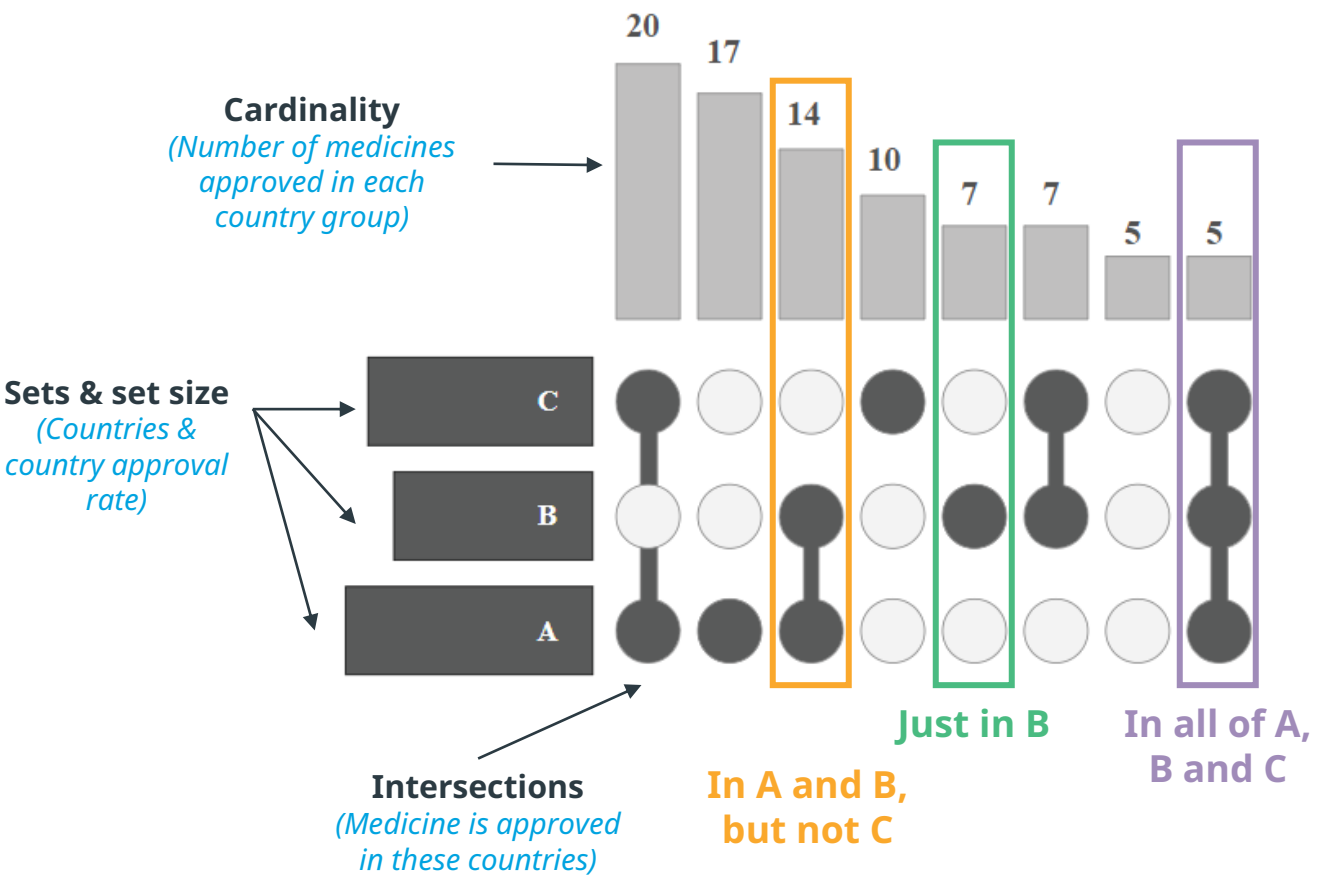 20
17
14
10
7
7
5
5
Cardinality
(Number of medicines
approved in each
country group)
Sets & set size
(Countries &
country approval
rate)
C
B
A
Intersections
(Medicine is approved
in these countries)
In A and B,
but not C
Just in B
In all of A,
B and C